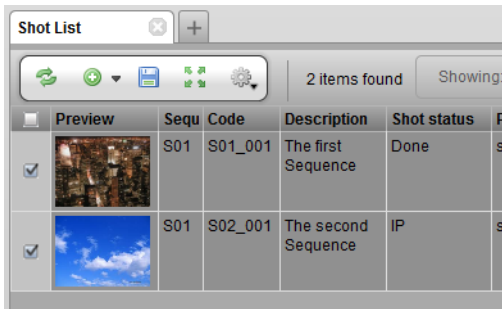 Shot List
2 items found Showing:
Preview Sequ Code Description Shot status
S01 S01_001 The first Done s
Sequence
S01 S02_001 The second IP s
Sequence